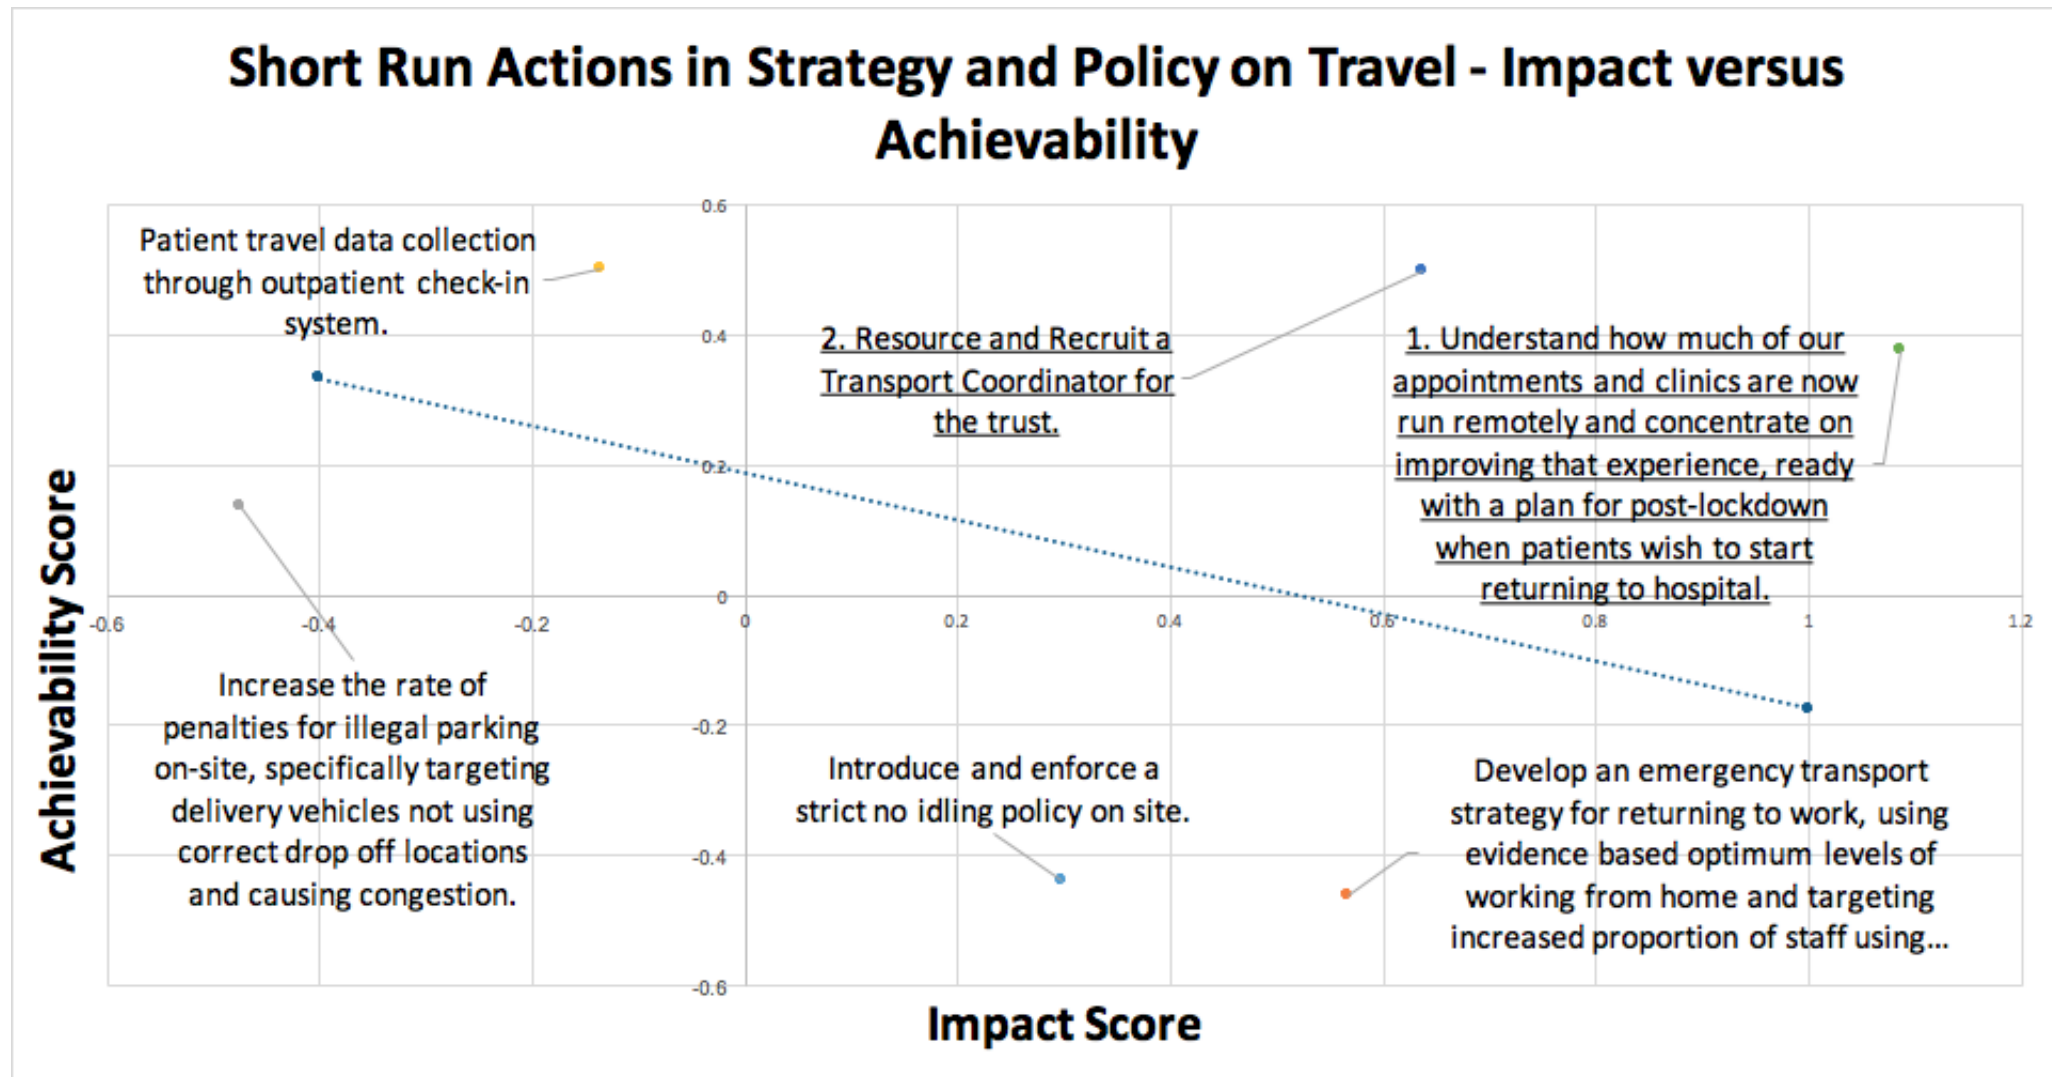 Short Run Actions in Strategy and Policy on Travel - Impact versus
Achievability
0.6
0.4
0.2
0
-0.2
-0.4
-0.6
-0.6
-0.4
-0.2
0
0.2
0.4
0.6
0.8
1
1.2
Achievability Score
Impact Score
Patient travel data collection
through outpatient check-in
system.
2. Resource and Recruit a
Transport Coordinator for
the trust.
1. Understand how much of our
appointments and clinics are now
run remotely and concentrate on
improving that experience, ready
with a plan for post-lockdown
when patients wish to start
returning to hospital.
Increase the rate of
penalties for illegal parking
on-site, specifically targeting
delivery vehicles not using
correct drop off locations
and causing congestion.
Introduce and enforce a
strict no idling policy on site.
Develop an emergency transport
strategy for returning to work, using
evidence based optimum levels of
working from home and targeting
increased proportion of staff using...